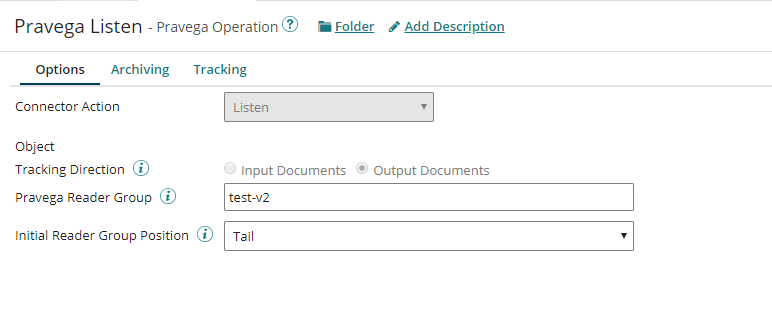 Pravega Listen - Pravega Operation ? Folder Add Description
Options Archiving Tracking
Connector Action Listen
Object
Tracking Direction i Input Documents Output Documents
Pravega Reader Group i test-v2
Initial Reader Group Position i Tail